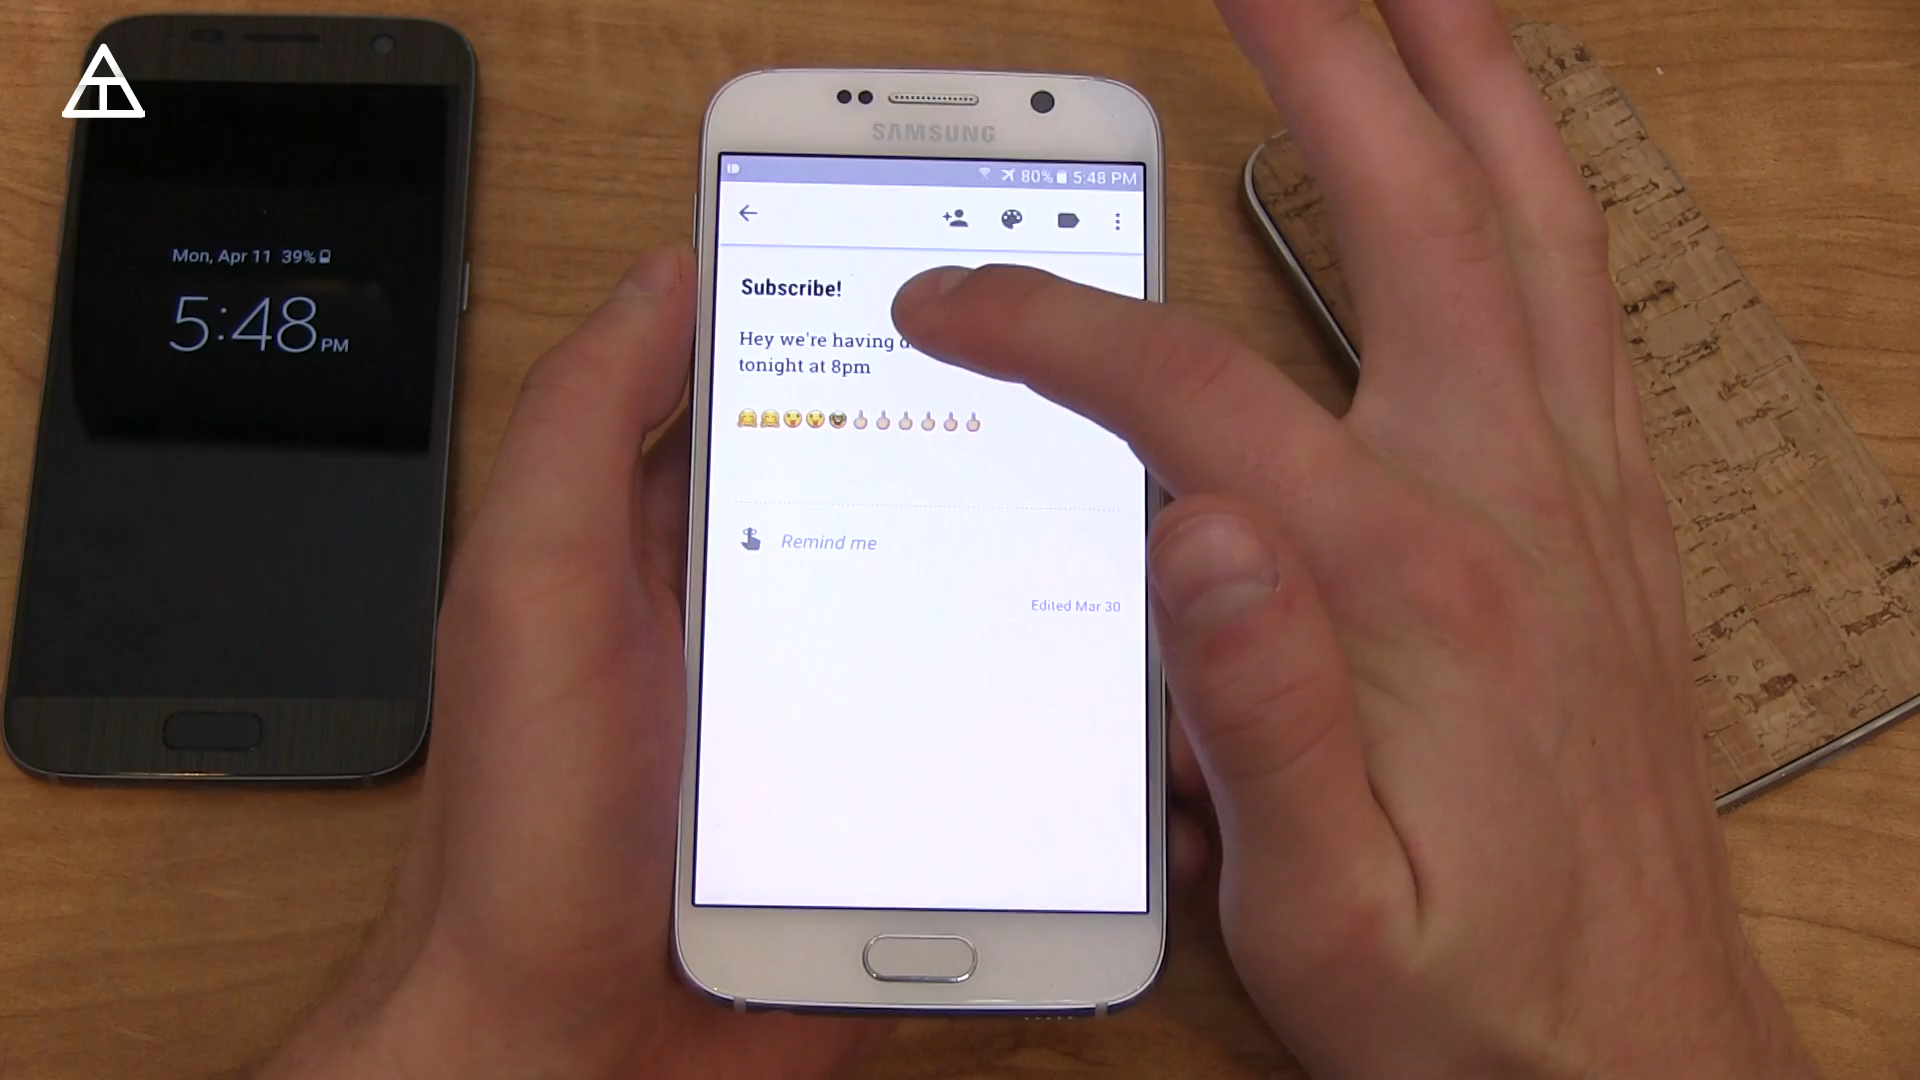 Mon, Apr 11 39%
5:48 PM
SAMSUNG
80% 5:48 PM
Subscribe!
Hey we're having
tonight at 8pm
🤗🤗😛😛🤓🖕🖕🖕🖕🖕🖕
Remind me
Edited Mar 30